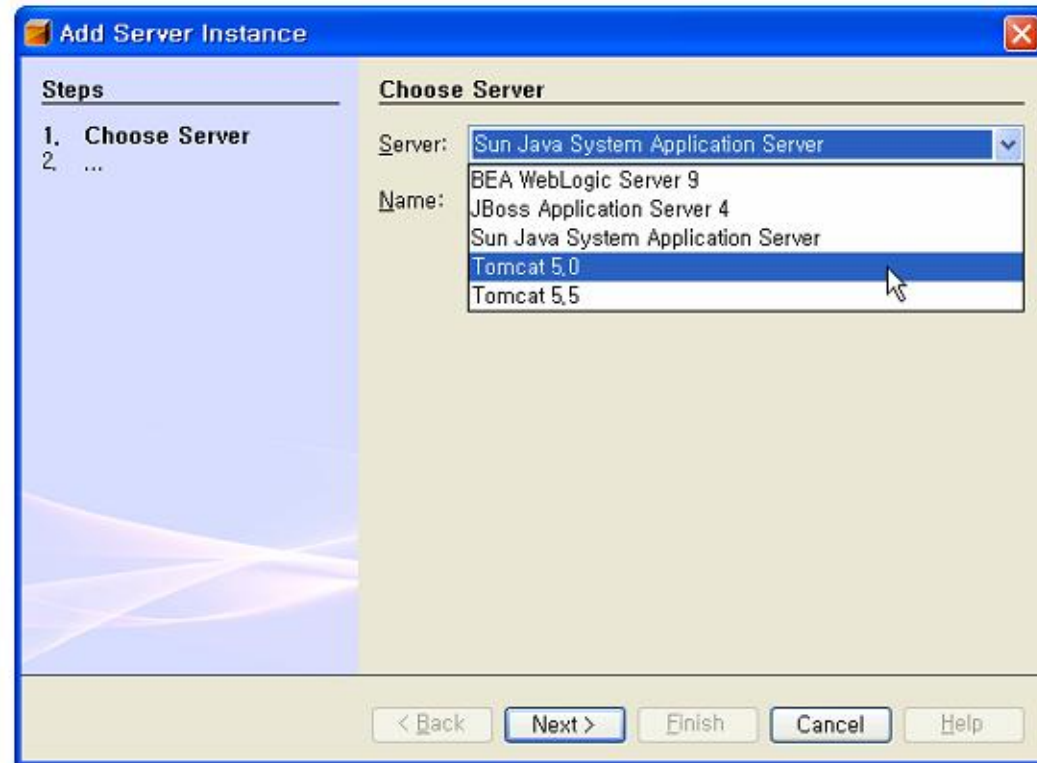 Add Server Instance
Steps
1. Choose Server
2. ...
Choose Server
Server: Sun Java System Application Server
Name:
BEA WebLogic Server 9
JBoss Application Server 4
Sun Java System Application Server
Tomcat 5.0
Tomcat 5.5
< Back Next > Finish Cancel Help